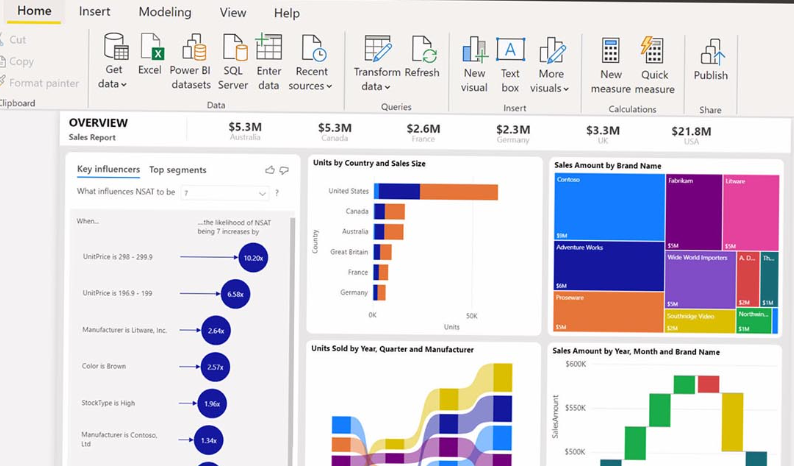 Home Insert Modeling View Help
Cut
Copy
Format painter
Clipboard
Get data
Excel
Power BI datasets
SQL Server
Enter data
Recent sources
Data
Transform data
Refresh
Queries
New visual
Text box
More visuals
Insert
New measure
Quick measure
Calculations
Publish
Share
OVERVIEW
Sales Report
$5.3M
Australia
$5.3M
Canada
$2.6M
France
$2.3M
Germany
$3.3M
UK
$21.8M
USA
Key influencers Top segments
What influences NSAT to be 7 ?
When...
...the likelihood of NSAT
being 7 increases by
UnitPrice is 298 - 299.9
10.20x
UnitPrice is 196.9 - 199
6.58x
Manufacturer is Litware, Inc.
2.64x
Color is Brown
2.57x
StockType is High
1.96x
Manufacturer is Contoso,
Ltd
1.34x
Units by Country and Sales Size
Country
United States
Canada
Australia
Great Britain
France
Germany
0K 50K
Units
Sales Amount by Brand Name
Contoso
$9M
Fabrikam
$5M
Litware
$5M
Adventure Works
$6M
Wide World Importers
$5M
A. D...
$2M
Th...
$1M
Proseware
$5M
Southridge Video
$2M
Northwin...
$1M
Units Sold by Year, Quarter and Manufacturer
Sales Amount by Year, Month and Brand Name
SalesAmount
$600K
$550K
$500K